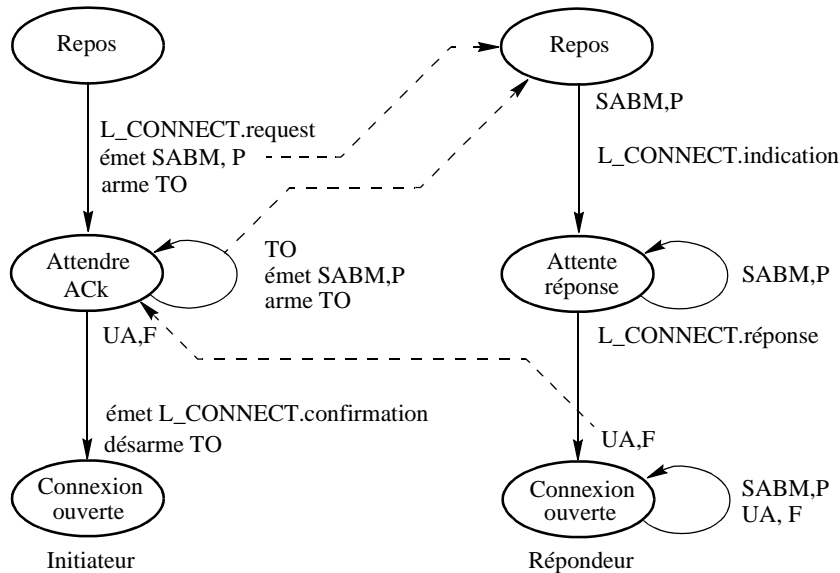 Repos
Repos
SABM,P
L_CONNECT.request
émet SABM, P
arme TO
L_CONNECT.indication
Attendre
ACk
TO
émet SABM,P
arme TO
Attente
réponse
SABM,P
UA,F
L_CONNECT.réponse
émet L_CONNECT.confirmation
désarme TO
UA,F
Connexion
ouverte
Connexion
ouverte
SABM,P
UA, F
Initiateur
Répondeur